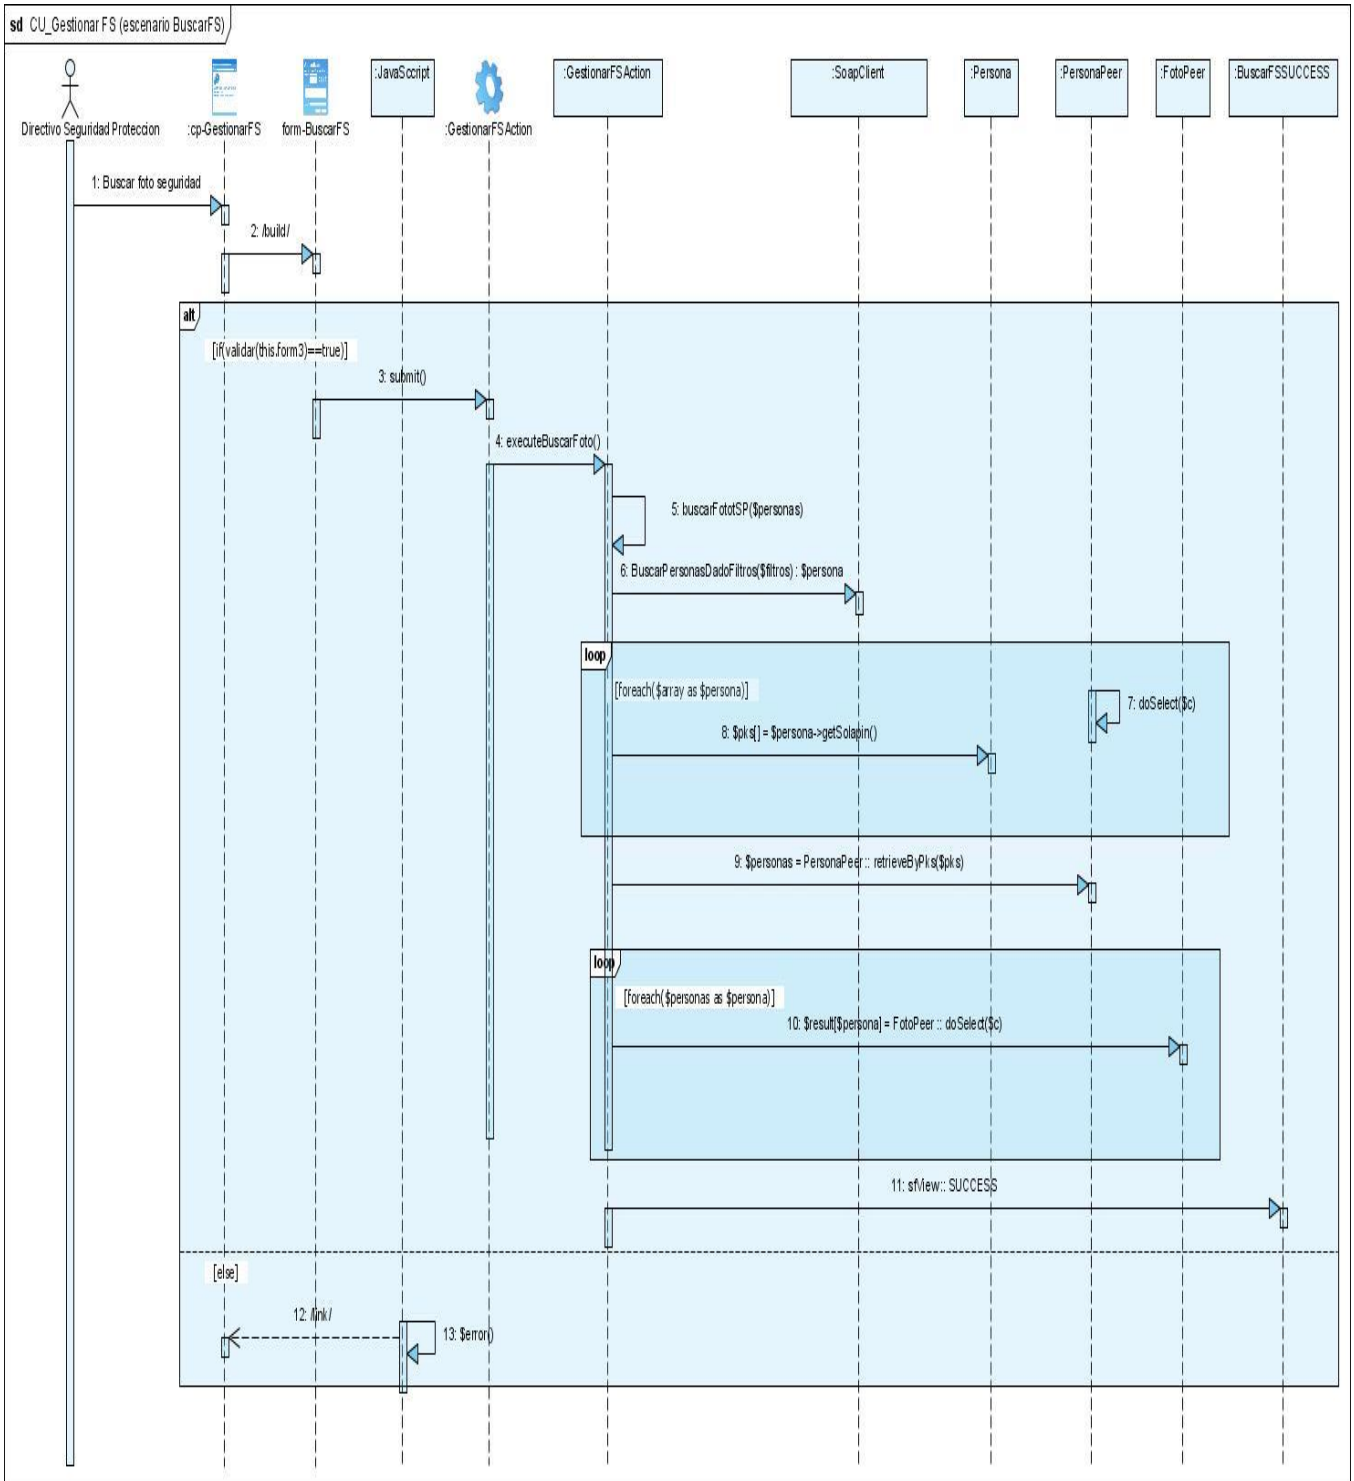 sd CU_Gestionar FS (escenario BuscarFS)
Directivo Seguridad Proteccion
:cp-GestionarFS
form-BuscarFS
:JavaSccript
:GestionarFSAction
:GestionarFSAction
:SoapClient
:Persona
:PersonaPeer
:FotoPeer
:BuscarFSSUCCESS
1: Buscar foto seguridad
2: /build/
alt
[if(validar(this.form3)==true)]
3: submit()
4: executeBuscarFoto()
5: buscarFototSP($personas)
6: BuscarPersonasDadoFiltros($filtros) : $persona
loop
[foreach($array as $persona)]
7: doSelect($c)
8: $pks[] = $persona->getSolapin()
9: $personas = PersonaPeer :: retrieveByPks($pks)
loop
[foreach($personas as $persona)]
10: $result[$persona] = FotoPeer :: doSelect($c)
11: sfView:: SUCCESS
[else]
12: /link/
13: $error()